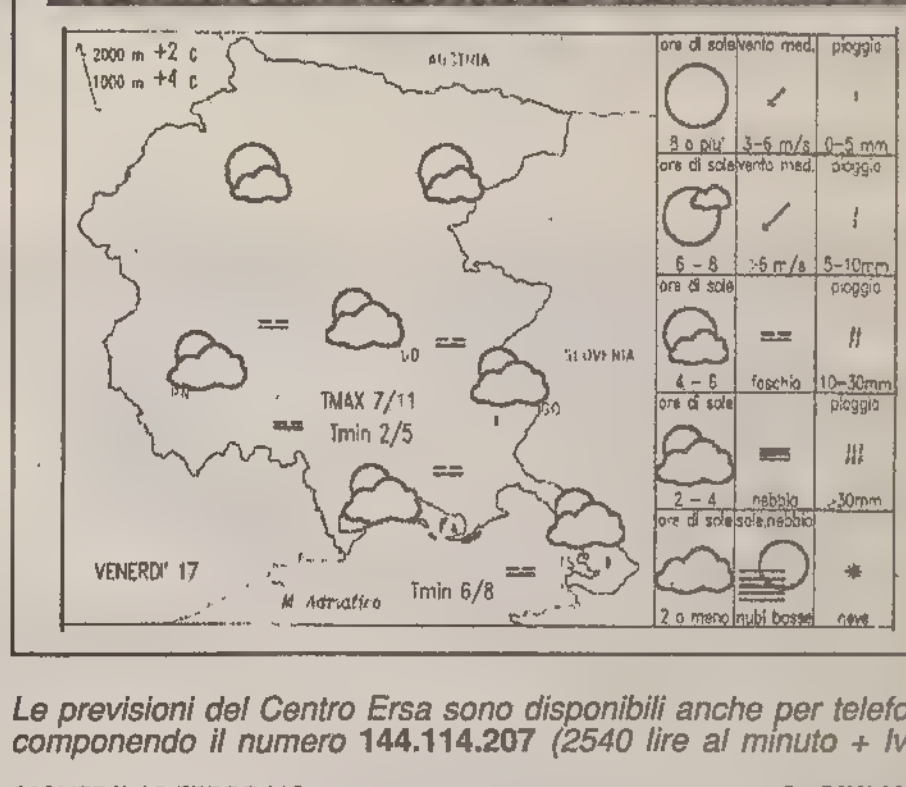 2000 m +2 C
1000 m +4 C
AUSTRIA
SLOVENIA
UD
PN
GO
TMAX 7/11
Tmin 2/5
VENERDI' 17
M. Adriatico
Tmin 6/8
ore di sole vento med. pioggia
8 o piu' 3-6 m/s 0-5 mm
ore di sole vento med. pioggia
6 - 8 >6 m/s 5-10mm
ore di sole pioggia
4 - 6 foschia 10-30mm
ore di sole pioggia
2 - 4 nebbia >30mm
ore di sole sole,nebbia
2 o meno nubi basse neve
Le previsioni del Centro Ersa sono disponibili anche per telefo
componendo il numero 144.114.207 (2540 lire al minuto + Iv